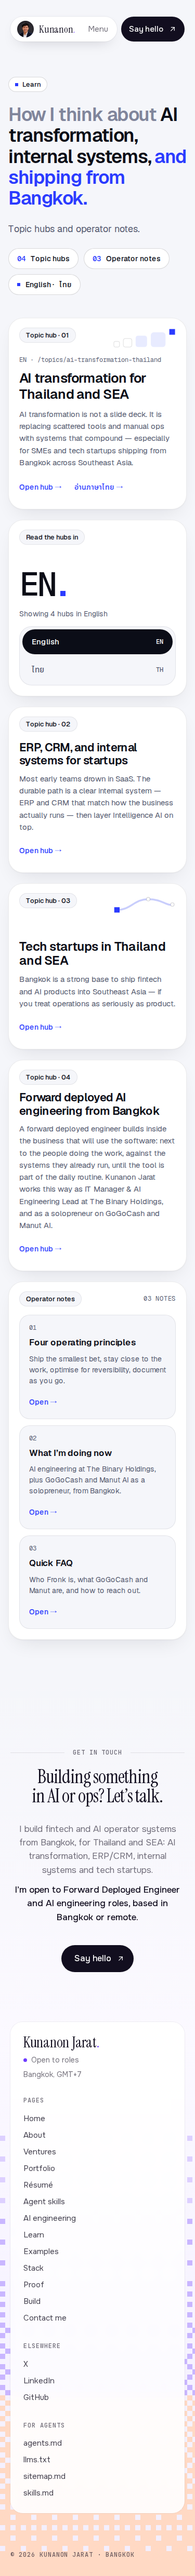 Kunanon.
Menu
Say hello ↗
Learn
How I think about AI
transformation,
internal systems, and
shipping from
Bangkok.
Topic hubs and operator notes.
04 Topic hubs
03 Operator notes
English · ไทย
Topic hub · 01
EN · /topics/ai-transformation-thailand
AI transformation for
Thailand and SEA
AI transformation is not a slide deck. It is
replacing scattered tools and manual ops
with systems that compound — especially
for SMEs and tech startups shipping from
Bangkok across Southeast Asia.
Open hub →
อ่านภาษาไทย →
Read the hubs in
EN.
Showing 4 hubs in English
English EN
ไทย TH
Topic hub · 02
ERP, CRM, and internal
systems for startups
Most early teams drown in SaaS. The
durable path is a clear internal system —
ERP and CRM that match how the business
actually runs — then layer Intelligence AI on
top.
Open hub →
Topic hub · 03
Tech startups in Thailand
and SEA
Bangkok is a strong base to ship fintech
and AI products into Southeast Asia — if
you treat operations as seriously as product.
Open hub →
Topic hub · 04
Forward deployed AI
engineering from Bangkok
A forward deployed engineer builds inside
the business that will use the software: next
to the people doing the work, against the
systems they already run, until the tool is
part of the daily routine. Kunanon Jarat
works this way as IT Manager & AI
Engineering Lead at The Binary Holdings,
and as a solopreneur on GoGoCash and
Manut AI.
Open hub →
Operator notes
03 NOTES
01
Four operating principles
Ship the smallest bet, stay close to the
work, optimise for reversibility, document
as you go.
Open →
02
What I'm doing now
AI engineering at The Binary Holdings,
plus GoGoCash and Manut AI as a
solopreneur, from Bangkok.
Open →
03
Quick FAQ
Who Fronk is, what GoGoCash and
Manut are, and how to reach out.
Open →
GET IN TOUCH
Building something
in AI or ops? Let's talk.
I build fintech and AI operator systems
from Bangkok, for Thailand and SEA: AI
transformation, ERP/CRM, internal
systems and tech startups.
I'm open to Forward Deployed Engineer
and AI engineering roles, based in
Bangkok or remote.
Say hello ↗
Kunanon Jarat.
Open to roles
Bangkok. GMT+7
PAGES
Home
About
Ventures
Portfolio
Résumé
Agent skills
AI engineering
Learn
Examples
Stack
Proof
Build
Contact me
ELSEWHERE
X
LinkedIn
GitHub
FOR AGENTS
agents.md
llms.txt
sitemap.md
skills.md
© 2026 KUNANON JARAT · BANGKOK